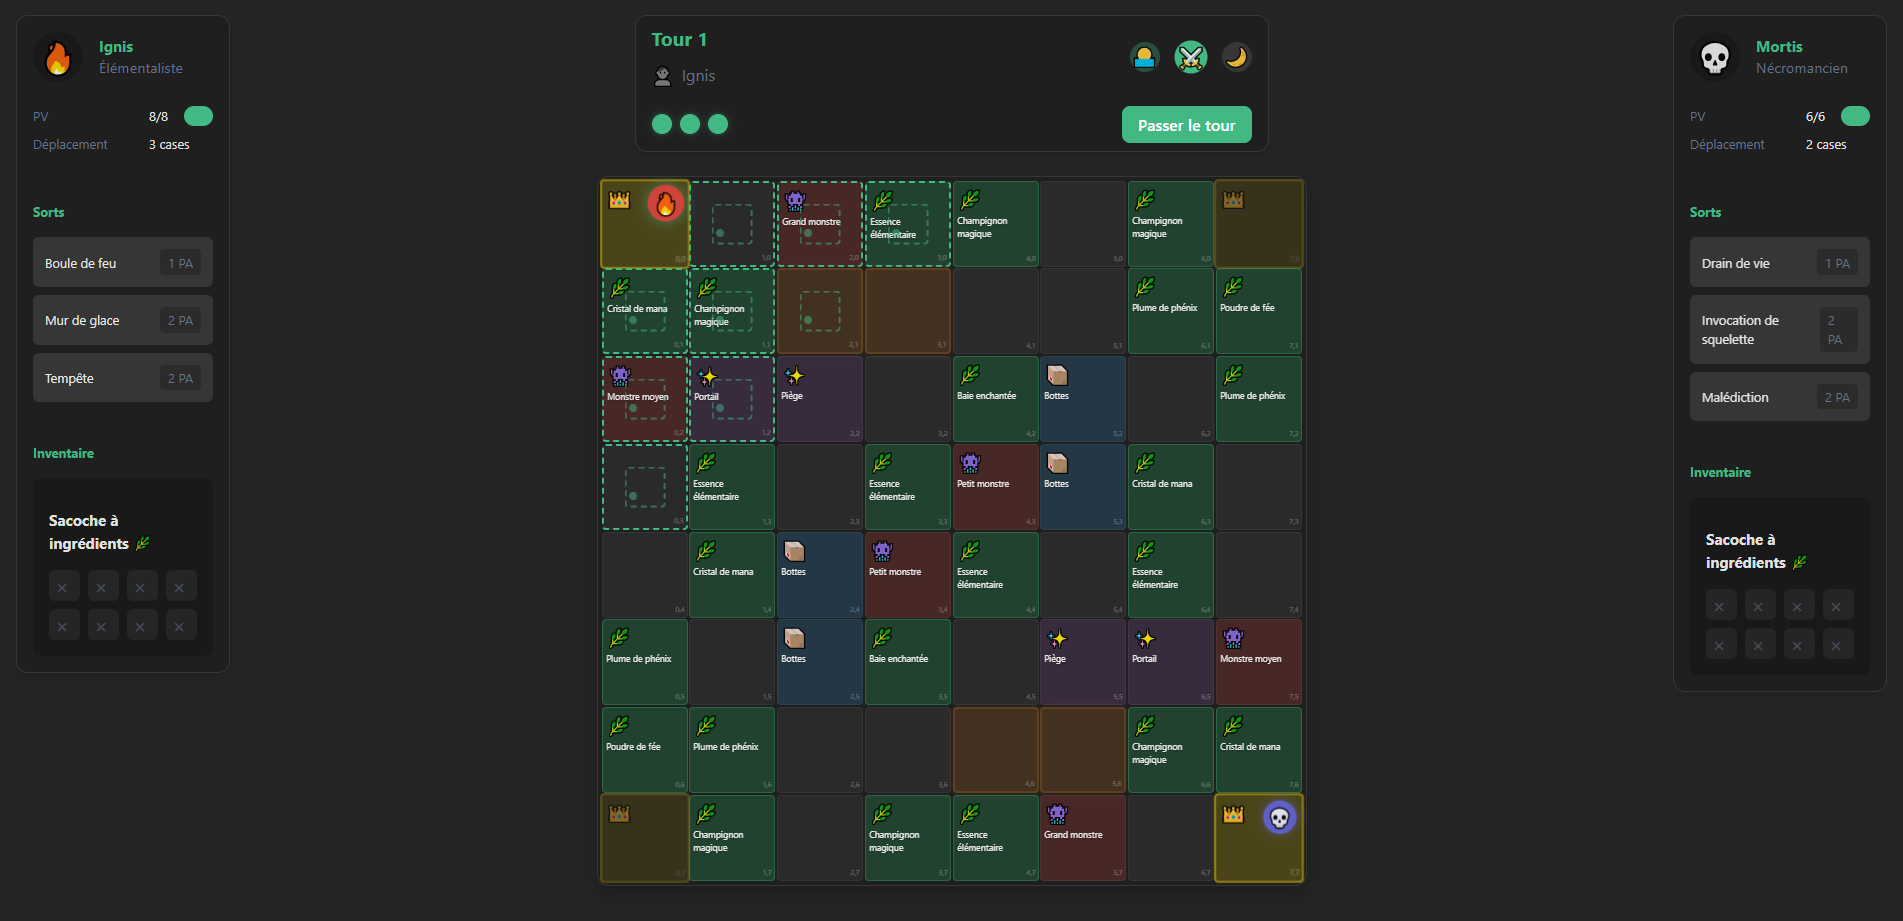 Ignis
Élémentaliste
PV
8/8
Déplacement
3 cases
Sorts
Boule de feu
1 PA
Mur de glace
2 PA
Tempête
2 PA
Inventaire
Sacoche à
ingrédients
Tour 1
Ignis
Passer le tour
0,0
1,0
Grand monstre
2,0
Essence
élémentaire
3,0
Champignon
magique
4,0
5,0
Champignon
magique
6,0
7,0
Cristal de mana
0,1
Champignon
magique
1,1
2,1
3,1
4,1
5,1
Plume de phénix
6,1
Poudre de fée
7,1
Monstre moyen
0,2
Portail
1,2
Piège
2,2
3,2
Baie enchantée
4,2
Bottes
5,2
6,2
Plume de phénix
7,2
0,3
Essence
élémentaire
1,3
2,3
Essence
élémentaire
3,3
Petit monstre
4,3
Bottes
5,3
Cristal de mana
6,3
7,3
0,4
Cristal de mana
1,4
Bottes
2,4
Petit monstre
3,4
Essence
élémentaire
4,4
5,4
Essence
élémentaire
6,4
7,4
Plume de phénix
0,5
1,5
Bottes
2,5
Baie enchantée
3,5
4,5
Piège
5,5
Portail
6,5
Monstre moyen
7,5
Poudre de fée
0,6
Plume de phénix
1,6
2,6
3,6
4,6
5,6
Champignon
magique
6,6
Cristal de mana
7,6
0,7
Champignon
magique
1,7
2,7
Champignon
magique
3,7
Essence
élémentaire
4,7
Grand monstre
5,7
6,7
7,7
Mortis
Nécromancien
PV
6/6
Déplacement
2 cases
Sorts
Drain de vie
1 PA
Invocation de
squelette
2
PA
Malédiction
2 PA
Inventaire
Sacoche à
ingrédients